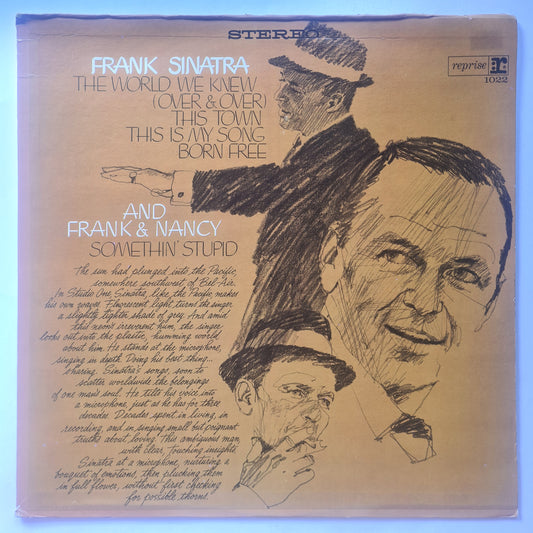 STEREO
FRANK SINATRA
THE WORLD WE KNEW
(OVER & OVER)
THIS TOWN
THIS IS MY SONG
BORN FREE
reprise
1022
AND
FRANK & NANCY
SOMETHIN' STUPID
The sun had plunged into the Pacific,
somewhere southwest of Bel-Air.
In Studio One, Sinatra, like the Pacific, makes
his own waves. Fluorescent light turns the singer
a slightly lighter shade of grey. And amid
this neon'd irreverent hum, the singer
looks out into the plastic, humming world
about him. He stands at the microphone,
singing in depth. Doing his best thing...
sharing. Sinatra's songs, soon to
scatter worldwide the belongings
of one man's soul. He tilts his voice into
a microphone, just as he has for three
decades. Decades spent in living, in
recording, and in singing small but poignant
truths about loving. This ambiguous man,
with clear, touching insights.
Sinatra at a microphone, nurturing a
bouquet of emotions, then plucking them
in full flower, without first checking
for possible thorns.